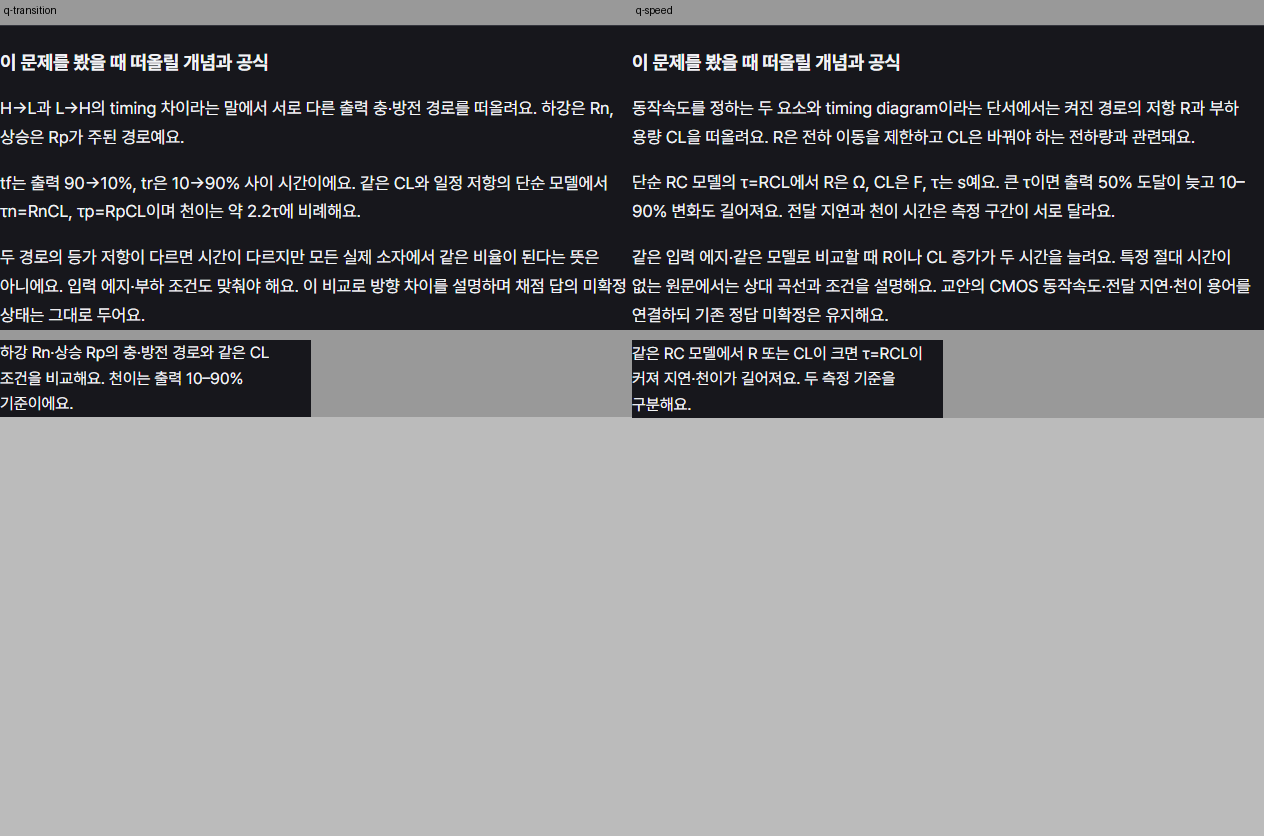 q-transition
이 문제를 봤을 때 떠올릴 개념과 공식
H→L과 L→H의 timing 차이라는 말에서 서로 다른 출력 충·방전 경로를 떠올려요. 하강은 Rn,
상승은 Rp가 주된 경로예요.
tf는 출력 90→10%, tr은 10→90% 사이 시간이에요. 같은 CL와 일정 저항의 단순 모델에서
τn=RnCL, τp=RpCL이며 천이는 약 2.2τ에 비례해요.
두 경로의 등가 저항이 다르면 시간이 다르지만 모든 실제 소자에서 같은 비율이 된다는 뜻은
아니에요. 입력 에지·부하 조건도 맞춰야 해요. 이 비교로 방향 차이를 설명하며 채점 답의 미확정
상태는 그대로 두어요.
하강 Rn·상승 Rp의 충·방전 경로와 같은 CL
조건을 비교해요. 천이는 출력 10–90%
기준이에요.
q-speed
이 문제를 봤을 때 떠올릴 개념과 공식
동작속도를 정하는 두 요소와 timing diagram이라는 단서에서는 켜진 경로의 저항 R과 부하
용량 CL을 떠올려요. R은 전하 이동을 제한하고 CL은 바꿔야 하는 전하량과 관련돼요.
단순 RC 모델의 τ=RCL에서 R은 Ω, CL은 F, τ는 s예요. 큰 τ이면 출력 50% 도달이 늦고 10–
90% 변화도 길어져요. 전달 지연과 천이 시간은 측정 구간이 서로 달라요.
같은 입력 에지·같은 모델로 비교할 때 R이나 CL 증가가 두 시간을 늘려요. 특정 절대 시간이
없는 원문에서는 상대 곡선과 조건을 설명해요. 교안의 CMOS 동작속도·전달 지연·천이 용어를
연결하되 기존 정답 미확정은 유지해요.
같은 RC 모델에서 R 또는 CL이 크면 τ=RCL이
커져 지연·천이가 길어져요. 두 측정 기준을
구분해요.